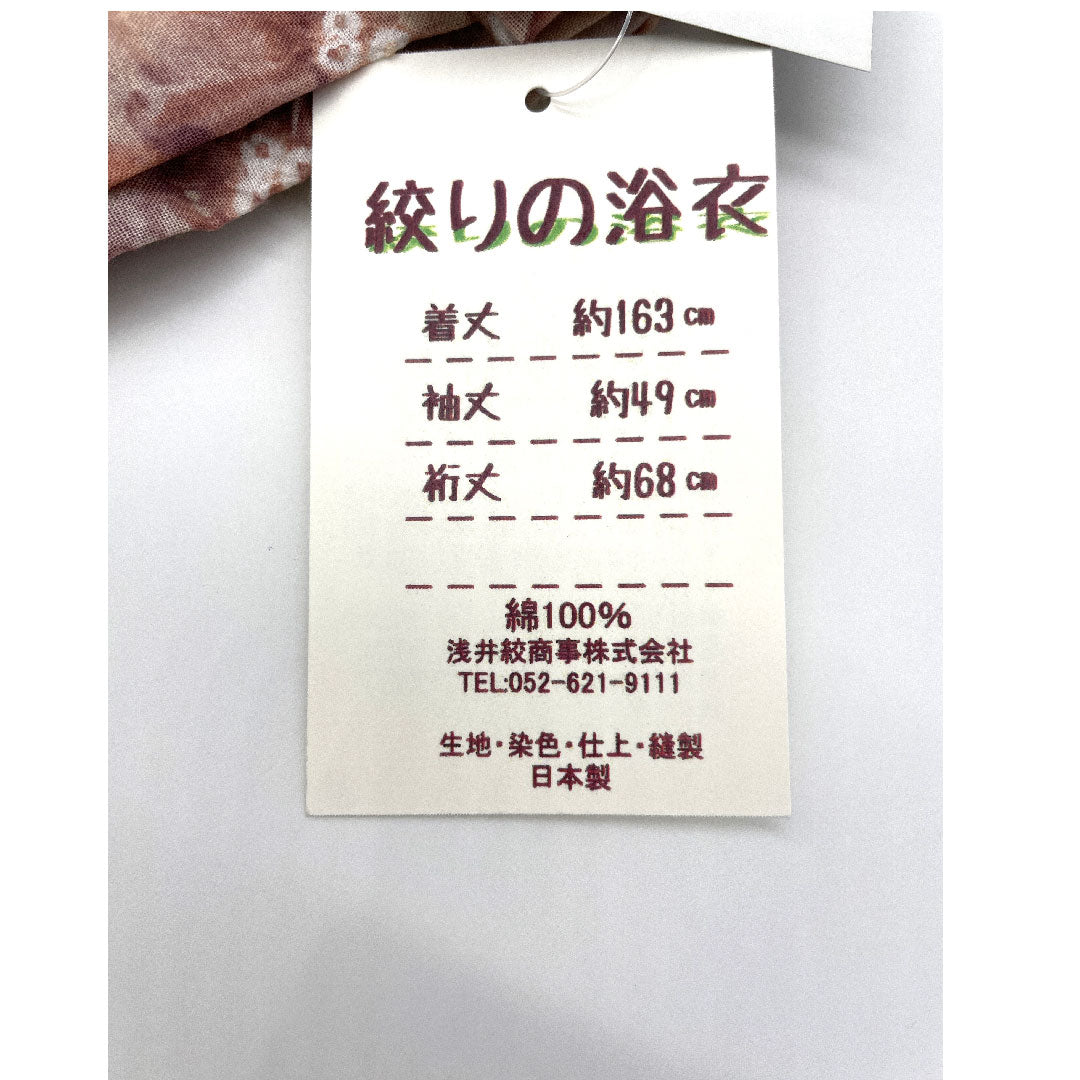 絞りの浴衣
着丈 約163cm
袖丈 約49cm
裄丈 約68cm
綿100%
浅井絞商事株式会社
TEL:052-621-9111
生地・染色・仕上・縫製
日本製